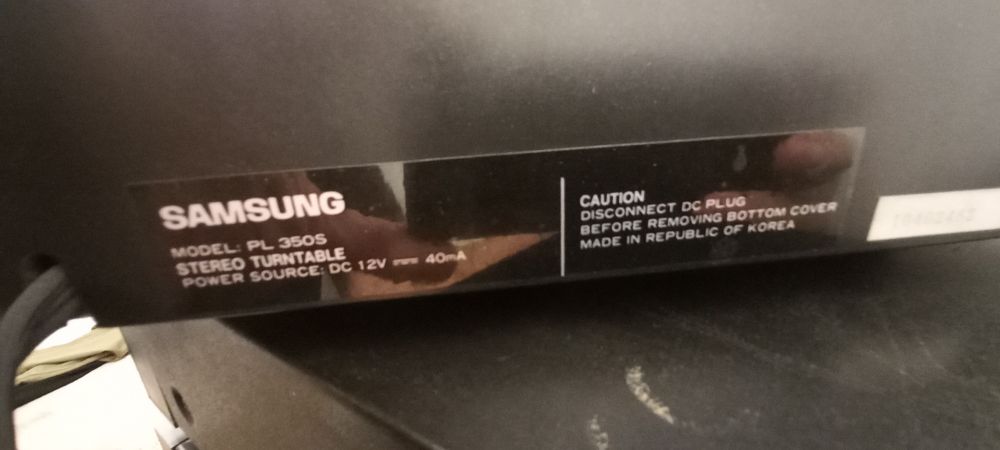 SAMSUNG
MODEL: PL 350S
STEREO TURNTABLE
POWER SOURCE: DC 12V ⎓ 40mA
CAUTION
DISCONNECT DC PLUG
BEFORE REMOVING BOTTOM COVER
MADE IN REPUBLIC OF KOREA